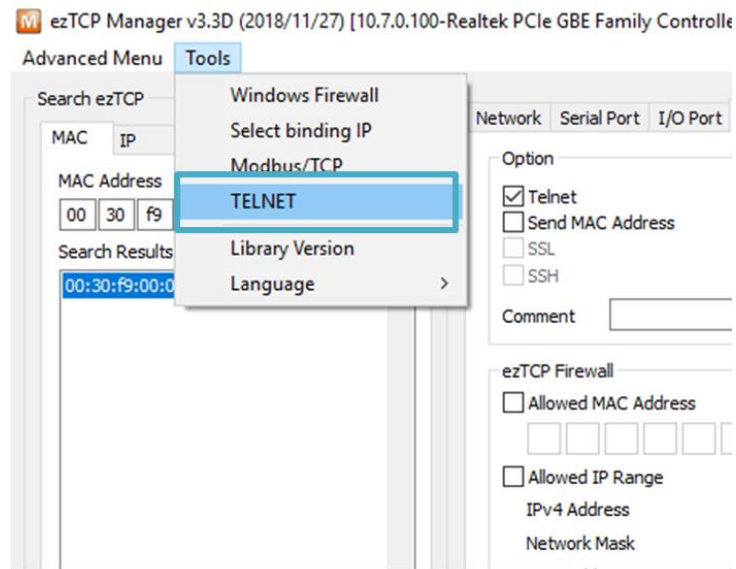 ezTCP Manager v3.3D (2018/11/27) [10.7.0.100-Realtek PCIe GBE Family Controlle
Advanced Menu Tools
Search ezTCP
MAC IP
MAC Address
00 30 f9
Search Results
00:30:f9:00:0
Windows Firewall
Select binding IP
Modbus/TCP
TELNET
Library Version
Language >
Network Serial Port I/O Port
Option
Telnet
Send MAC Address
SSL
SSH
Comment
ezTCP Firewall
Allowed MAC Address
Allowed IP Range
IPv4 Address
Network Mask